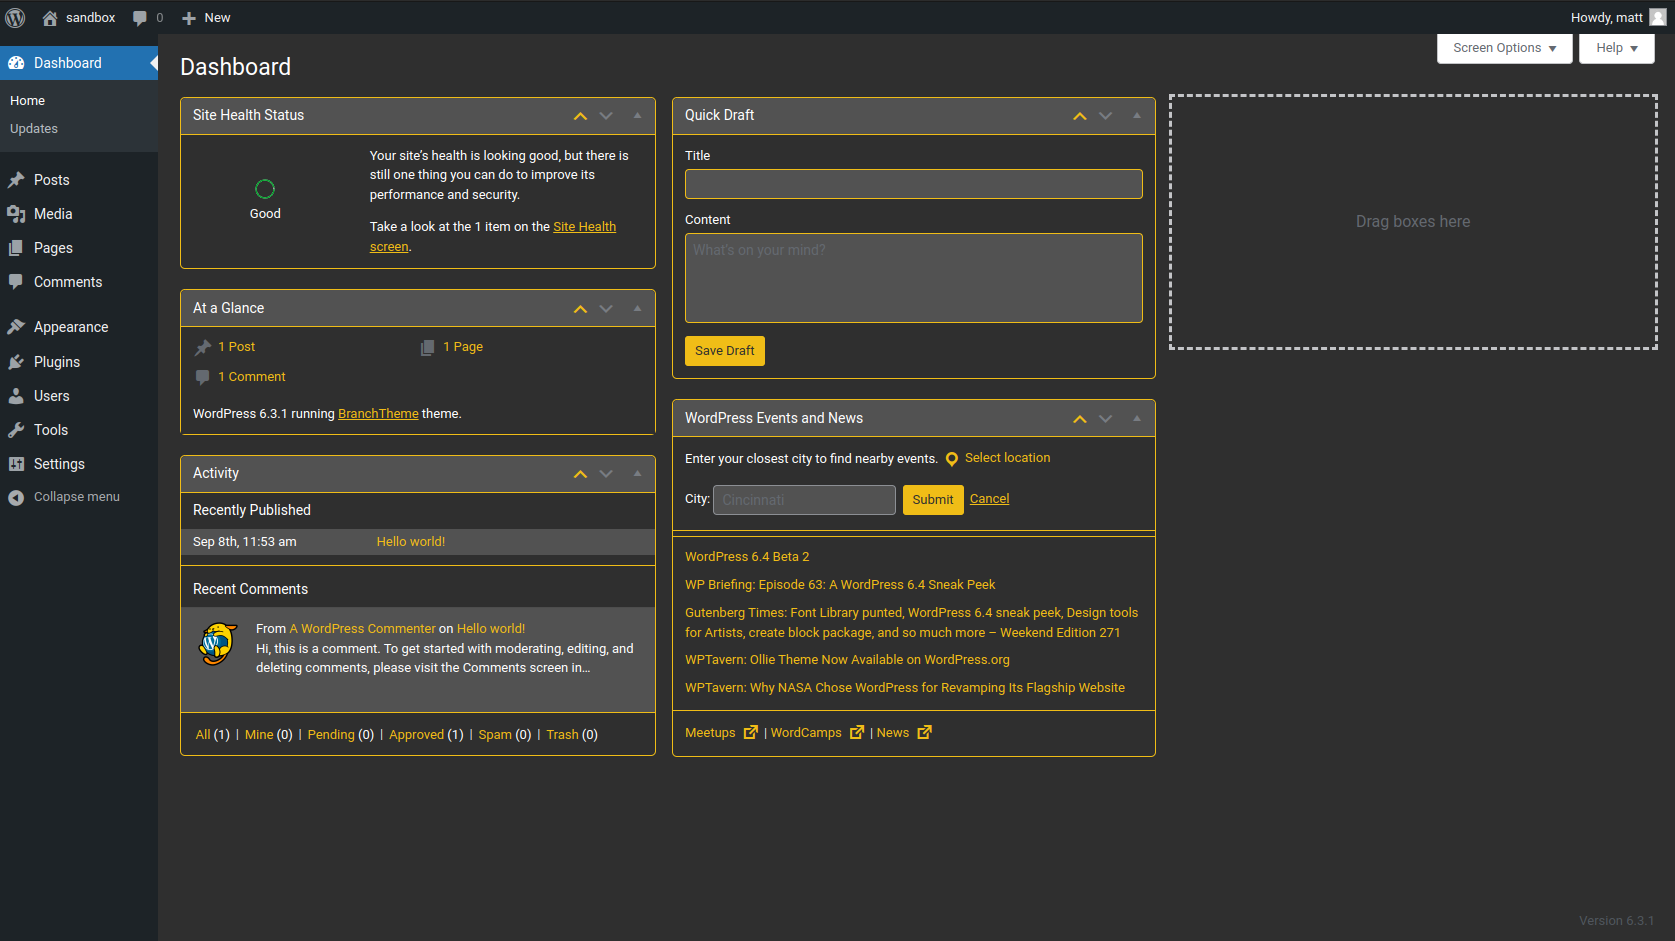 sandbox 0 New Howdy, matt
Dashboard
Home
Updates
Posts
Media
Pages
Comments
Appearance
Plugins
Users
Tools
Settings
Collapse menu
Screen Options Help
Dashboard
Site Health Status
Good
Your site’s health is looking good, but there is
still one thing you can do to improve its
performance and security.
Take a look at the 1 item on the Site Health
screen.
At a Glance
1 Post 1 Page
1 Comment
WordPress 6.3.1 running BranchTheme theme.
Activity
Recently Published
Sep 8th, 11:53 am Hello world!
Recent Comments
From A WordPress Commenter on Hello world!
Hi, this is a comment. To get started with moderating, editing, and
deleting comments, please visit the Comments screen in…
All (1) | Mine (0) | Pending (0) | Approved (1) | Spam (0) | Trash (0)
Quick Draft
Title
Content
What’s on your mind?
Save Draft
WordPress Events and News
Enter your closest city to find nearby events. Select location
City: Cincinnati Submit Cancel
WordPress 6.4 Beta 2
WP Briefing: Episode 63: A WordPress 6.4 Sneak Peek
Gutenberg Times: Font Library punted, WordPress 6.4 sneak peek, Design tools
for Artists, create block package, and so much more – Weekend Edition 271
WPTavern: Ollie Theme Now Available on WordPress.org
WPTavern: Why NASA Chose WordPress for Revamping Its Flagship Website
Meetups | WordCamps | News
Drag boxes here
Version 6.3.1